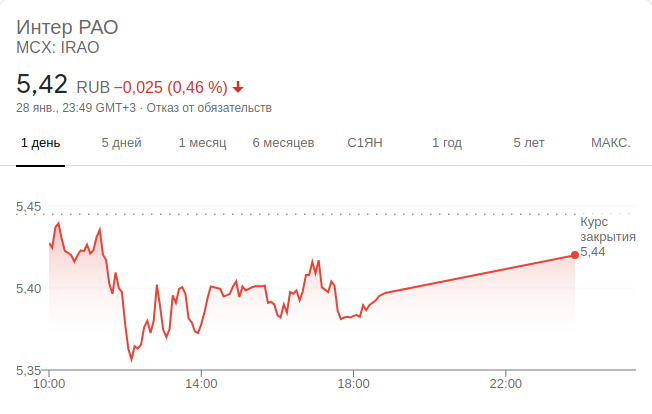 Интер РАО
MCX: IRAO
5,42 RUB −0,025 (0,46 %)
28 янв., 23:49 GMT+3 · Отказ от обязательств
1 день 5 дней 1 месяц 6 месяцев С1ЯН 1 год 5 лет МАКС.
5,45
Курс
закрытия
5,44
5,40
5,35
10:00 14:00 18:00 22:00